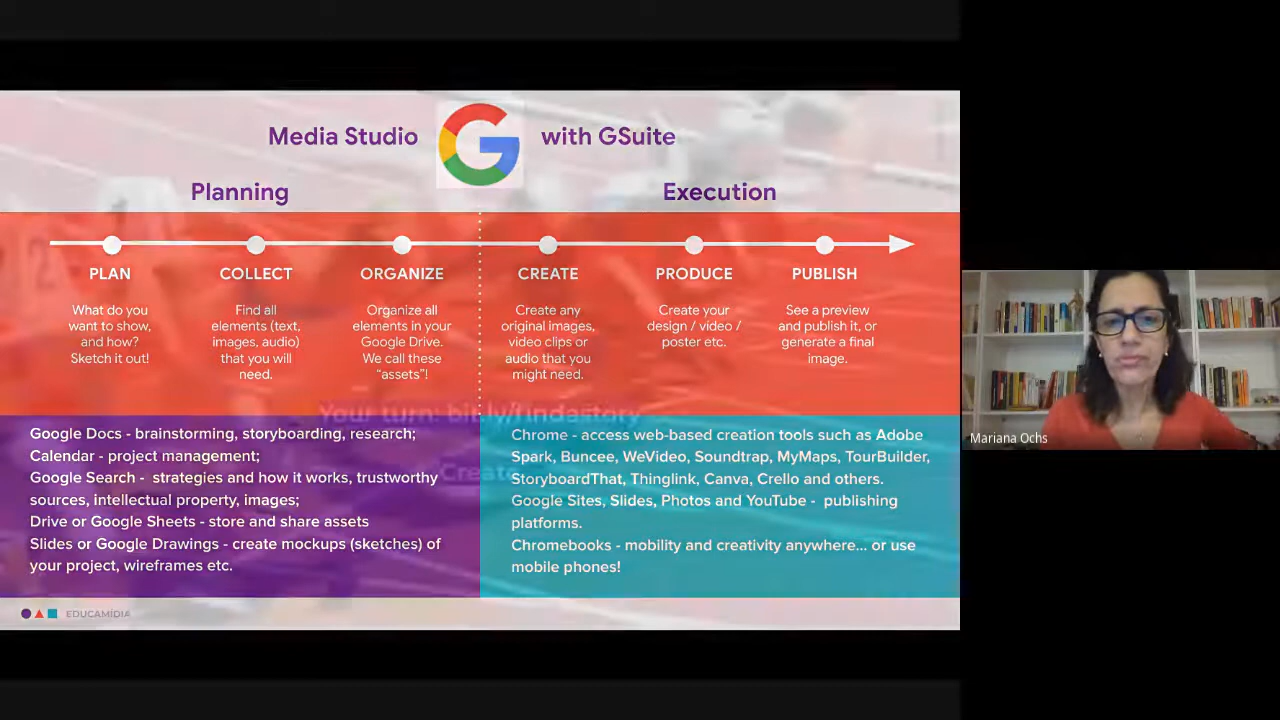 Media Studio
with GSuite
Planning
Execution
PLAN
What do you
want to show,
and how?
Sketch it out!
COLLECT
Find all
elements (text,
images, audio)
that you will
need.
ORGANIZE
Organize all
elements in your
Google Drive.
We call these
“assets”!
CREATE
Create any
original images,
video clips or
audio that you
might need.
PRODUCE
Create your
design / video /
poster etc.
PUBLISH
See a preview
and publish it, or
generate a final
image.
Your turn: bit.ly/findastory
Create
Google Docs - brainstorming, storyboarding, research;
Calendar - project management;
Google Search - strategies and how it works, trustworthy
sources, intellectual property, images;
Drive or Google Sheets - store and share assets
Slides or Google Drawings - create mockups (sketches) of
your project, wireframes etc.
Chrome - access web-based creation tools such as Adobe
Spark, Buncee, WeVideo, Soundtrap, MyMaps, TourBuilder,
StoryboardThat, Thinglink, Canva, Crello and others.
Google Sites, Slides, Photos and YouTube - publishing
platforms.
Chromebooks - mobility and creativity anywhere... or use
mobile phones!
EDUCAMÍDIA
Mariana Ochs